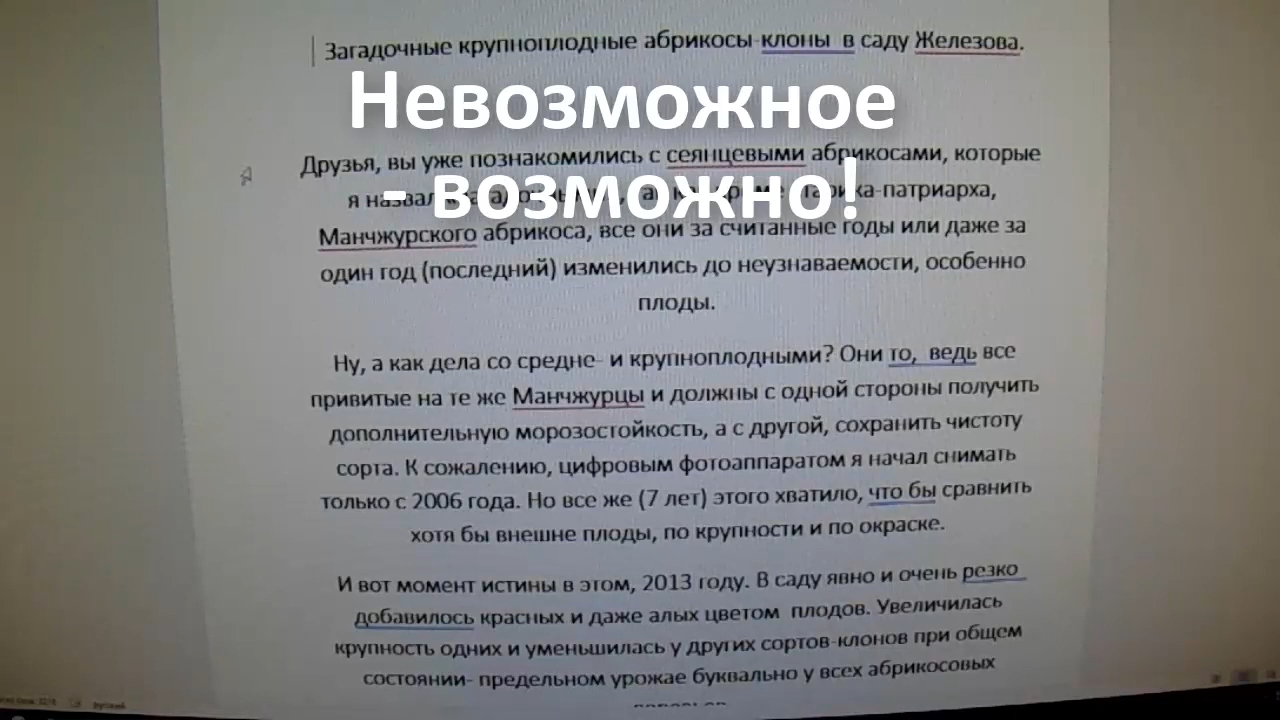 Загадочные крупноплодные абрикосы-клоны в саду Железова.
Невозможное
- возможно!
Друзья, вы уже познакомились с сеянцевыми абрикосами, которые
я патриарха,
Манчжурского абрикоса, все они за считанные годы или даже за
один год (последний) изменились до неузнаваемости, особенно
плоды.
Ну, а как дела со средне- и крупноплодными? Они то, ведь все
привитые на те же Манчжурцы и должны с одной стороны получить
дополнительную морозостойкость, а с другой, сохранить чистоту
сорта. К сожалению, цифровым фотоаппаратом я начал снимать
только с 2006 года. Но все же (7 лет) этого хватило, что бы сравнить
хотя бы внешне плоды, по крупности и по окраске.
И вот момент истины в этом, 2013 году. В саду явно и очень резко
добавилось красных и даже алых цветом плодов. Увеличилась
крупность одних и уменьшилась у других сортов-клонов при общем
состоянии- предельном урожае буквально у всех абрикосовых
русский